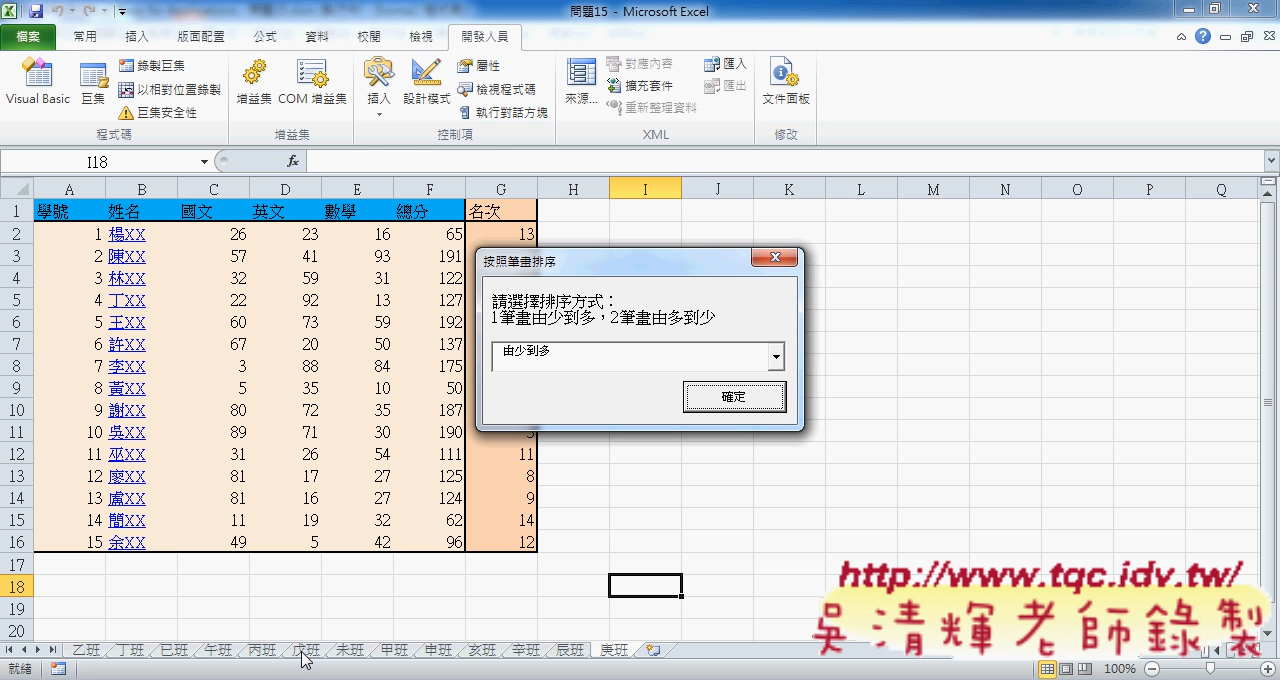 問題15 - Microsoft Excel
檔案 常用 插入 版面配置 公式 資料 校閱 檢視 開發人員
Visual Basic 巨集 錄製巨集 以相對位置錄製 巨集安全性
增益集 COM 增益集
插入 設計模式 屬性 檢視程式碼 執行對話方塊
來源... 對應內容 擴充套件 重新整理資料 匯入 匯出
文件面板
程式碼 增益集 控制項 XML 修改
I18 fx
A B C D E F G H I J K L M N O P Q
1 學號 姓名 國文 英文 數學 總分 名次
2 1 楊XX 26 23 16 65 13
3 2 陳XX 57 41 93 191
4 3 林XX 32 59 31 122
5 4 丁XX 22 92 13 127
6 5 王XX 60 73 59 192
7 6 許XX 67 20 50 137
8 7 李XX 3 88 84 175
9 8 黃XX 5 35 10 50
10 9 謝XX 80 72 35 187
11 10 吳XX 89 71 30 190
12 11 巫XX 31 26 54 111 11
13 12 廖XX 81 17 27 125 8
14 13 盧XX 81 16 27 124 9
15 14 簡XX 11 19 32 62 14
16 15 余XX 49 5 42 96 12
17
18
19
20
按照筆畫排序
請選擇排序方式：
1筆畫由少到多，2筆畫由多到少
由少到多
確定
http://www.tqc.idv.tw/
吳清輝老師錄製
乙班 丁班 已班 午班 丙班 戊班 未班 甲班 申班 亥班 辛班 辰班 庚班
就緒 100%